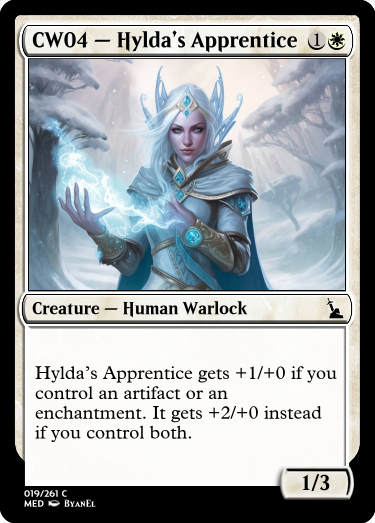 CW04 — Hylda's Apprentice 1
Creature — Human Warlock
Hylda's Apprentice gets +1/+0 if you
control an artifact or an
enchantment. It gets +2/+0 instead
if you control both.
1/3
019/261 C
MED ByanEl